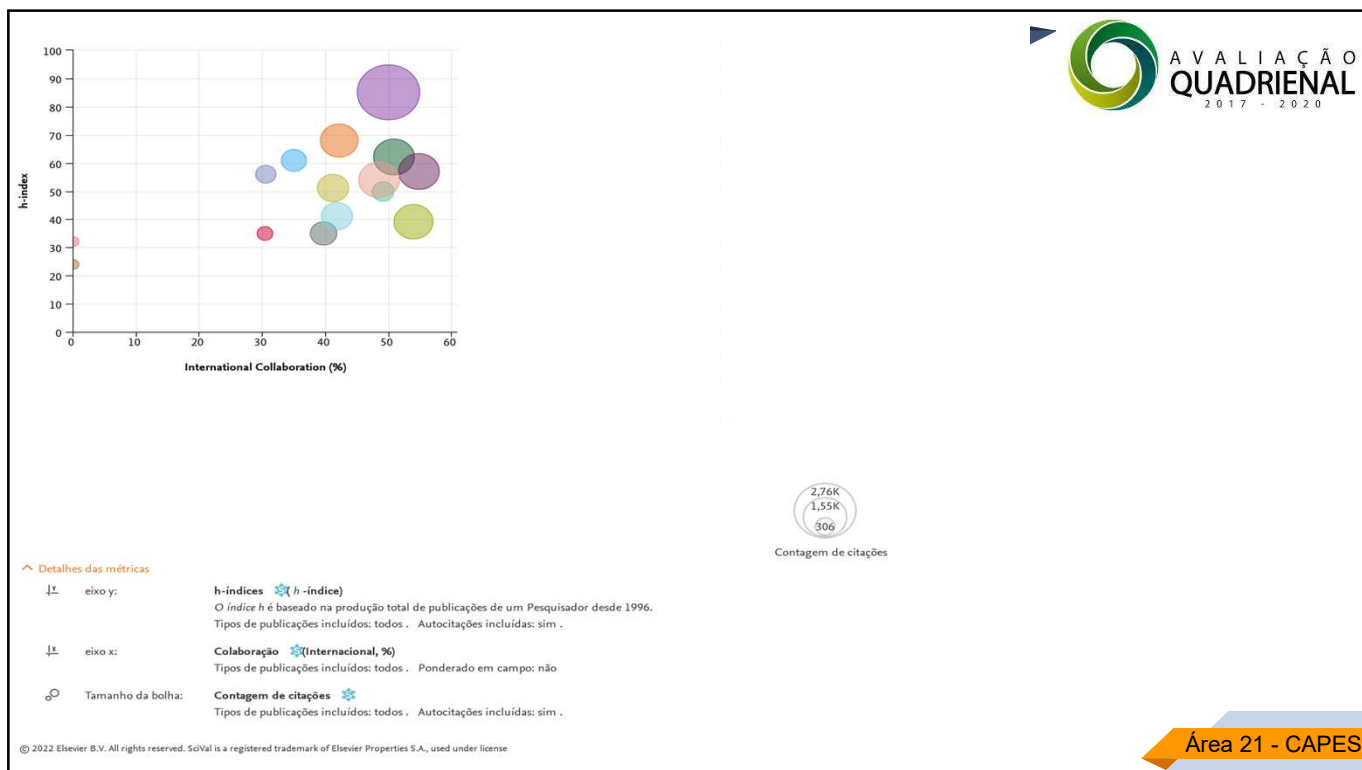 AVALIAÇÃO
QUADRIENAL
2017 - 2020
100
90
80
70
60
50
40
30
20
10
0
h-index
0 10 20 30 40 50 60
International Collaboration (%)
2,76K
1,55K
306
Contagem de citações
Detalhes das métricas
eixo y: h-índices ( h -índice)
O índice h é baseado na produção total de publicações de um Pesquisador desde 1996.
Tipos de publicações incluídos: todos . Autocitações incluídas: sim .
eixo x: Colaboração (Internacional, %)
Tipos de publicações incluídos: todos . Ponderado em campo: não
Tamanho da bolha: Contagem de citações
Tipos de publicações incluídos: todos . Autocitações incluídas: sim .
© 2022 Elsevier B.V. All rights reserved. SciVal is a registered trademark of Elsevier Properties S.A., used under license
Área 21 - CAPES